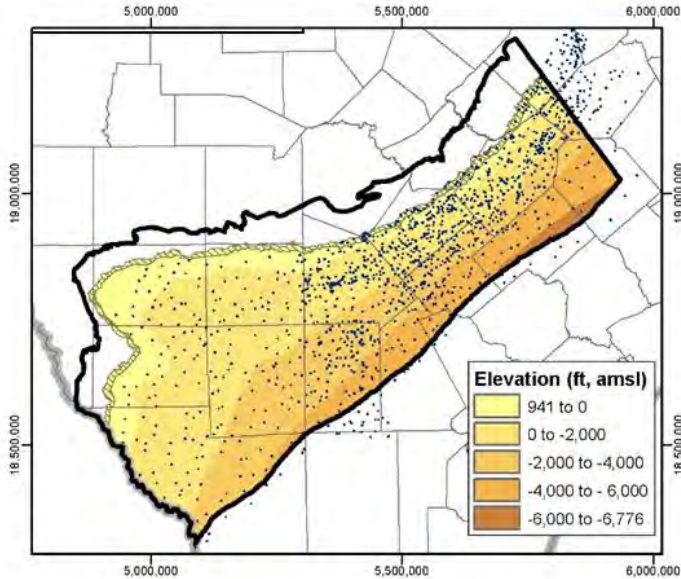 5,000,000 5,500,000 6,000,000
19,000,000 19,000,000
Elevation (ft, amsl)
941 to 0
0 to -2,000
-2,000 to -4,000
-4,000 to - 6,000
-6,000 to -6,776
18,500,000 18,500,000
5,000,000 5,500,000 6,000,000